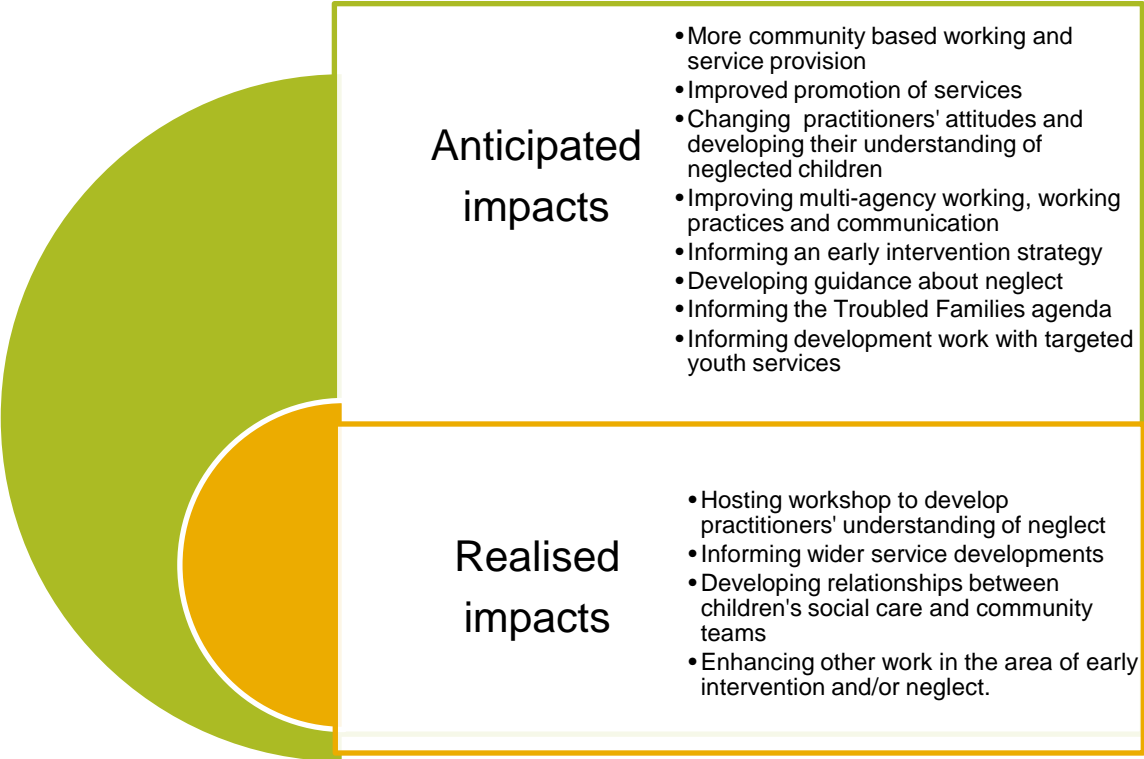 Anticipated
impacts
•More community based working and
service provision
•Improved promotion of services
•Changing  practitioners' attitudes and
developing their understanding of
neglected children
•Improving multi-agency working, working
practices and communication
•Informing an early intervention strategy
•Developing guidance about neglect
•Informing the Troubled Families agenda
•Informing development work with targeted
youth services
Realised
impacts
•Hosting workshop to develop
practitioners' understanding of neglect
•Informing wider service developments
•Developing relationships between
children's social care and community
teams
•Enhancing other work in the area of early
intervention and/or neglect.